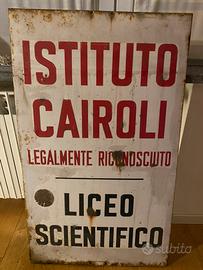 ISTITUTO
CAIROLI
LEGALMENTE RICONOSCIUTO
LICEO
SCIENTIFICO
subito